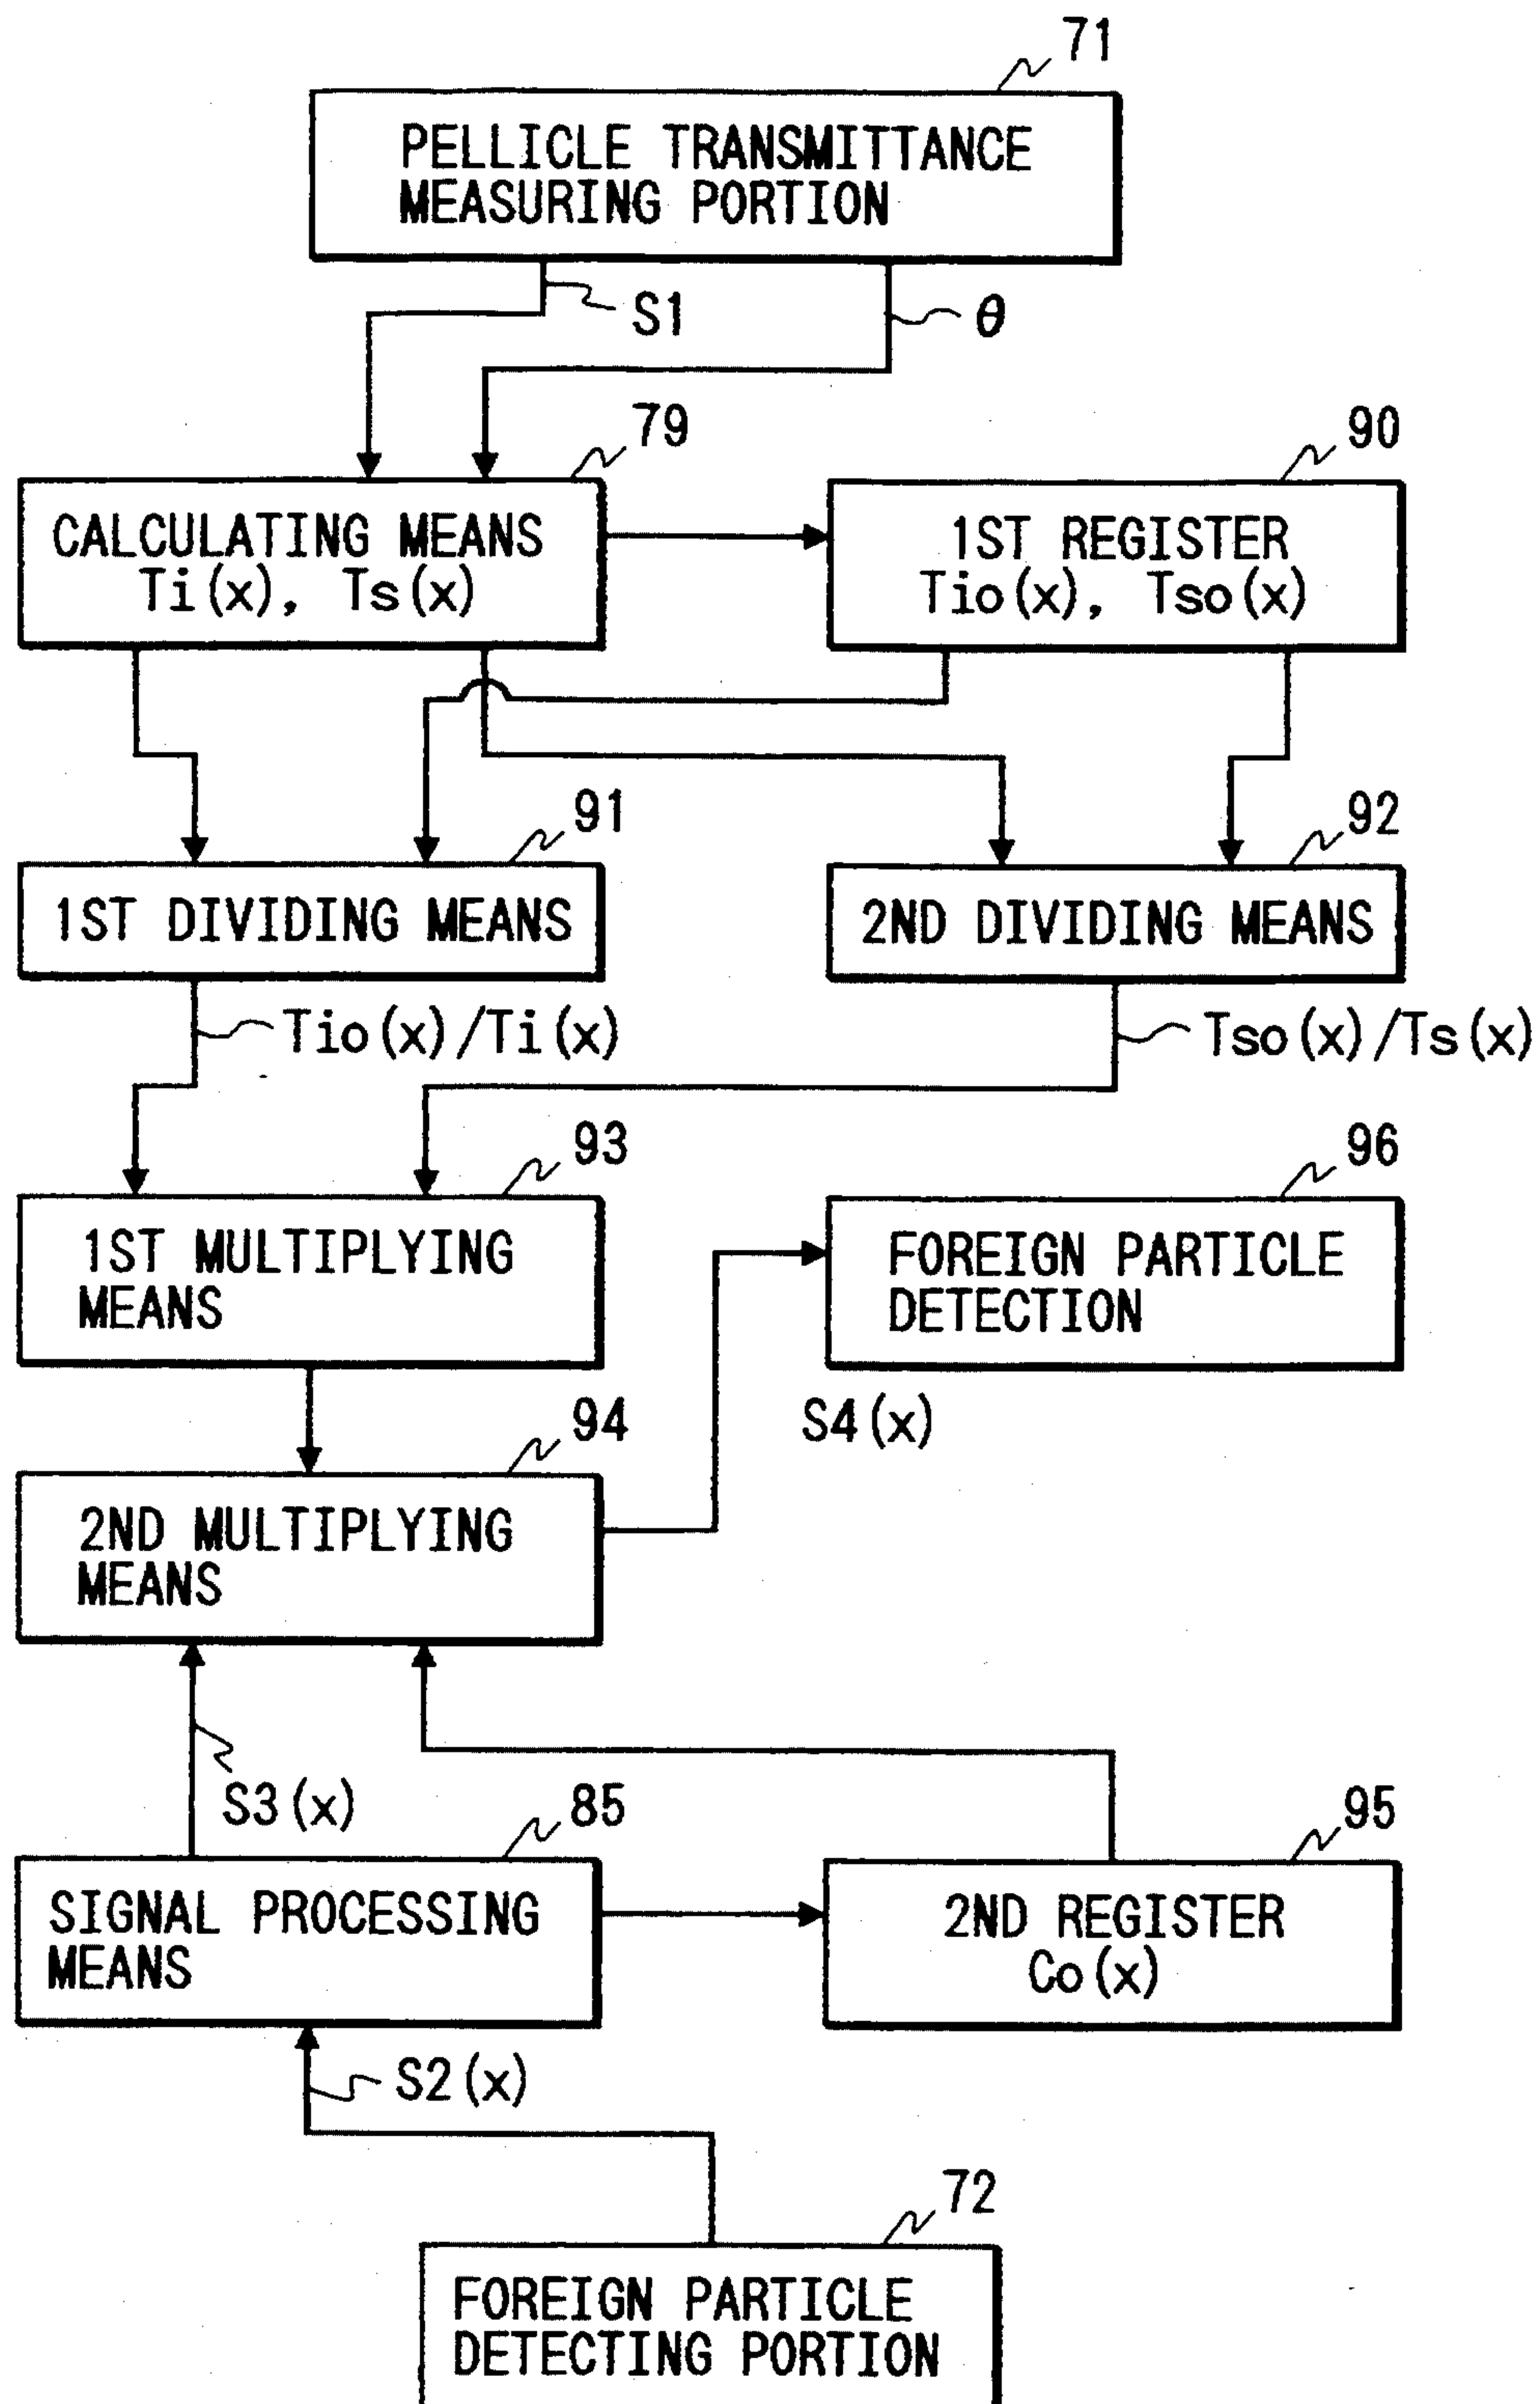 71
PELLICLE TRANSMITTANCE
MEASURING PORTION
S1
θ
79
90
CALCULATING MEANS
Ti(x), Ts(x)
1ST REGISTER
Tio(x), Tso(x)
91
92
1ST DIVIDING MEANS
2ND DIVIDING MEANS
Tio(x)/Ti(x)
Tso(x)/Ts(x)
93
96
1ST MULTIPLYING
MEANS
FOREIGN PARTICLE
DETECTION
94
S4(x)
2ND MULTIPLYING
MEANS
S3(x)
85
95
SIGNAL PROCESSING
MEANS
2ND REGISTER
Co(x)
S2(x)
72
FOREIGN PARTICLE
DETECTING PORTION